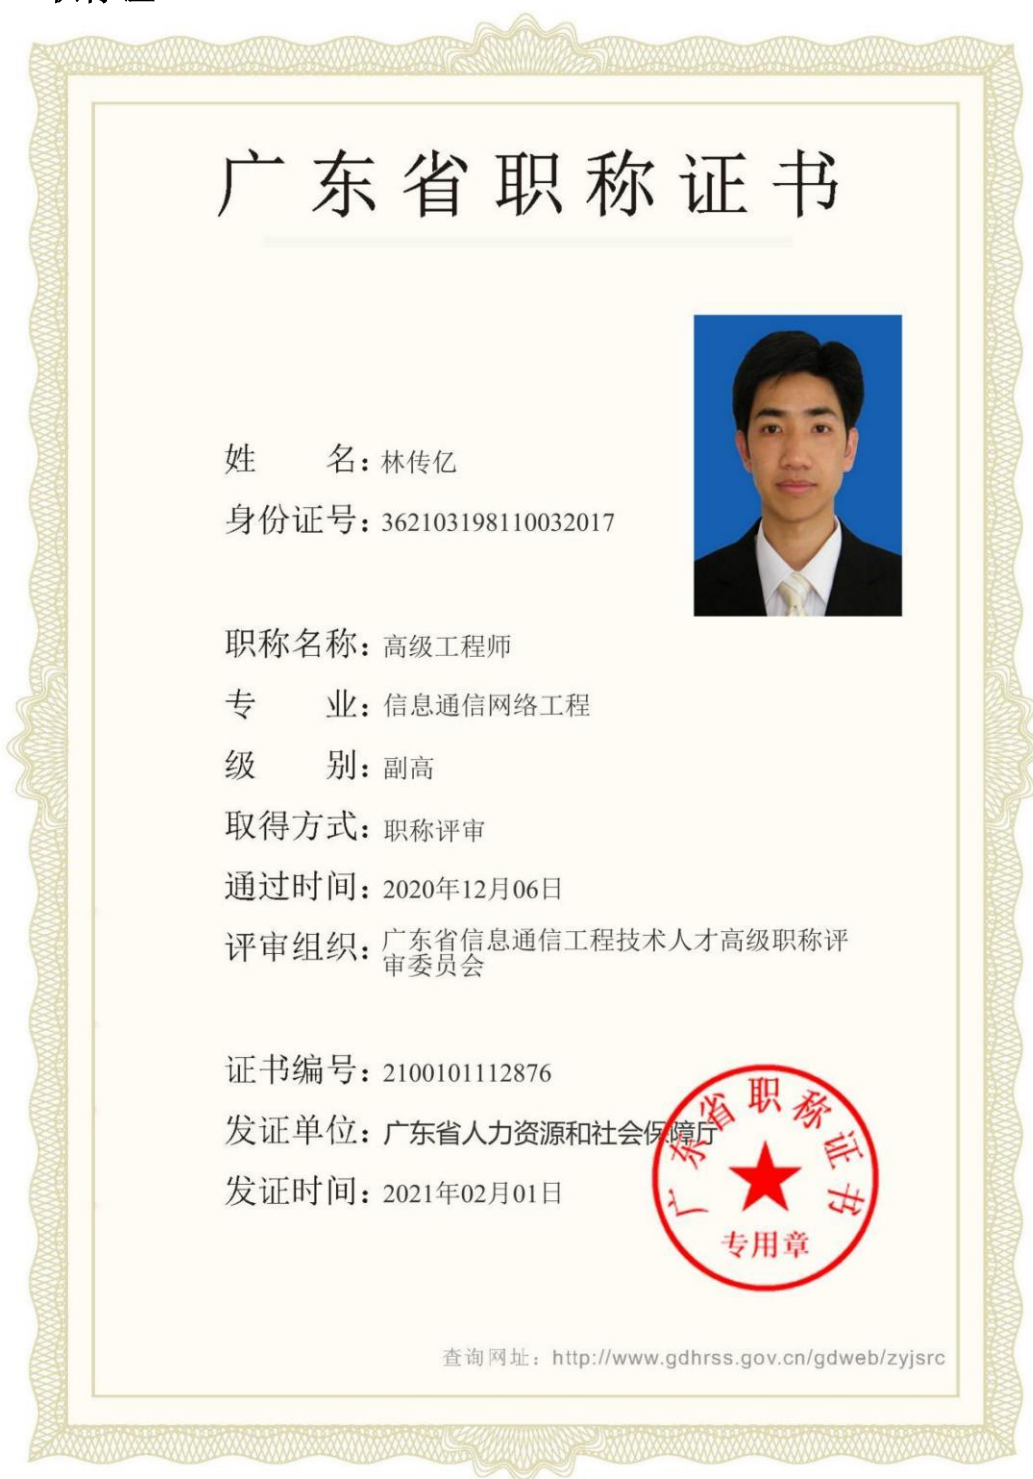 广东省职称证书
姓 名：林传亿
身份证号：362103198110032017
职称名称：高级工程师
专 业：信息通信网络工程
级 别：副高
取得方式：职称评审
通过时间：2020年12月06日
评审组织：广东省信息通信工程技术人才高级职称评
审委员会
证书编号：2100101112876
发证单位：广东省人力资源和社会保障厅
发证时间：2021年02月01日
广东省职称证书
专用章
查询网址：http://www.gdhrss.gov.cn/gdweb/zyjsrc